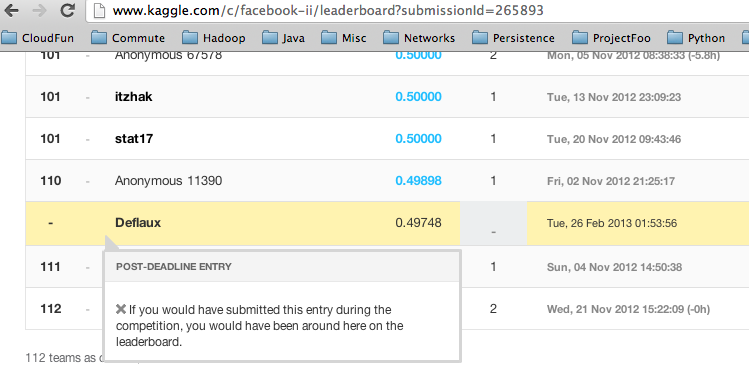 www.kaggle.com/c/facebook-ii/leaderboard?submissionId=265893
CloudFun Commute Hadoop Java Misc Networks Persistence ProjectFoo Python
101 - Anonymous 67578 0.50000 2 Mon, 05 Nov 2012 08:38:33 (-5.8h)
101 - itzhak 0.50000 1 Tue, 13 Nov 2012 23:09:23
101 - stat17 0.50000 1 Tue, 20 Nov 2012 09:43:46
110 - Anonymous 11390 0.49898 1 Fri, 02 Nov 2012 21:25:17
- Deflaux 0.49748 - Tue, 26 Feb 2013 01:53:56
111 - 1 Sun, 04 Nov 2012 14:50:38
112 - 2 Wed, 21 Nov 2012 15:22:09 (-0h)
POST-DEADLINE ENTRY
If you would have submitted this entry during the
competition, you would have been around here on the
leaderboard.
112 teams as